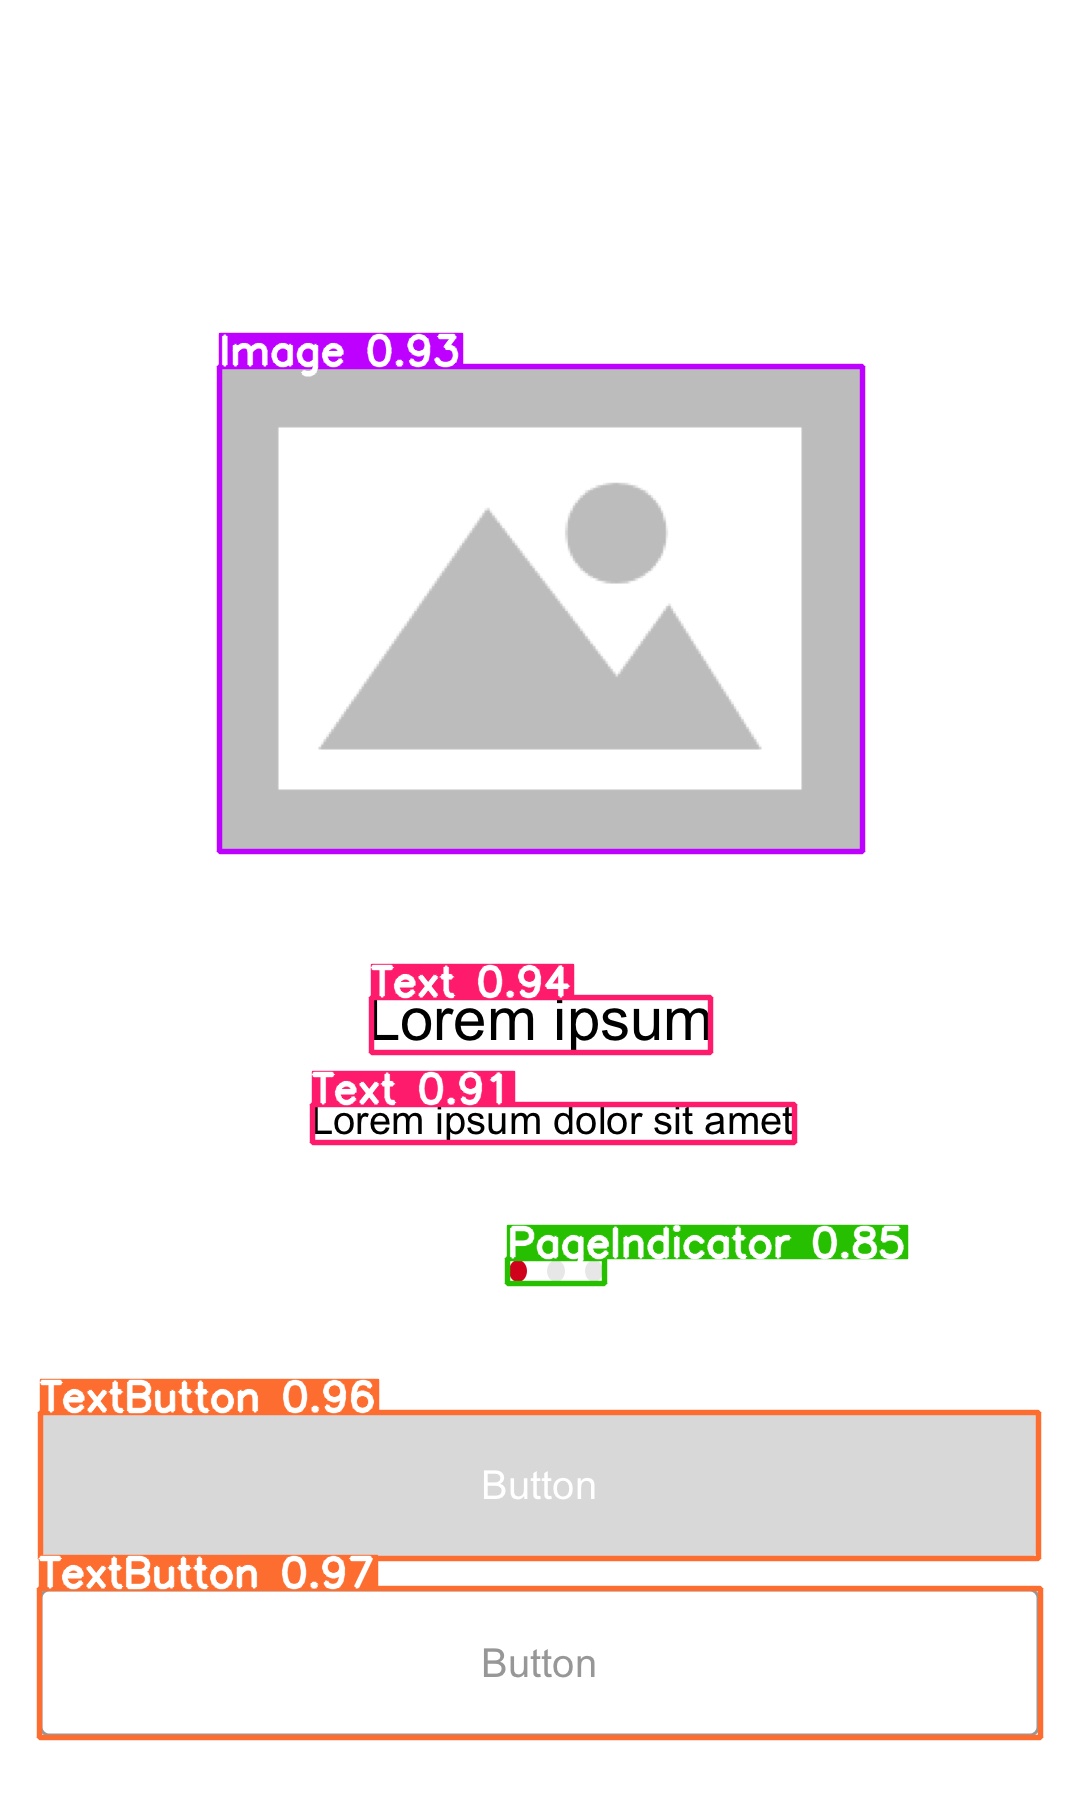 Image 0.93
Text 0.94
Lorem ipsum
Text 0.91
Lorem ipsum dolor sit amet
PageIndicator 0.85
TextButton 0.96
Button
TextButton 0.97
Button